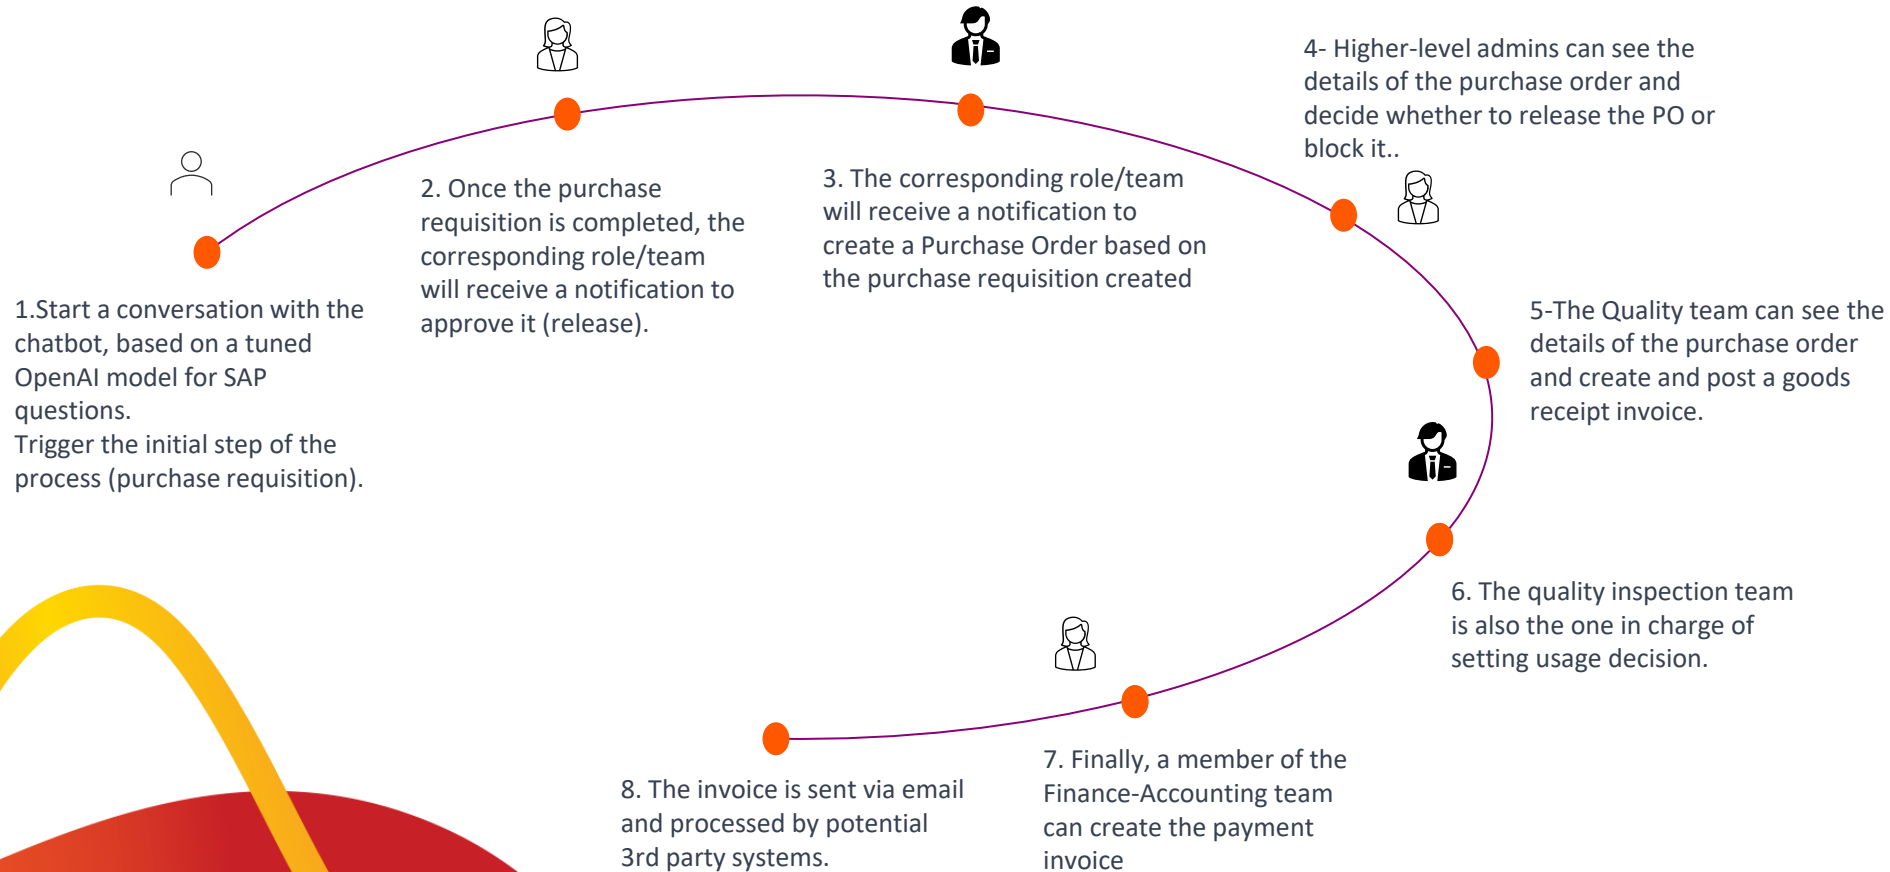 1.Start a conversation with the
chatbot, based on a tuned
OpenAI model for SAP
questions.
Trigger the initial step of the
process (purchase requisition).
2. Once the purchase
requisition is completed, the
corresponding role/team
will receive a notification to
approve it (release).
3. The corresponding role/team
will receive a notification to
create a Purchase Order based on
the purchase requisition created
4- Higher-level admins can see the
details of the purchase order and
decide whether to release the PO or
block it..
5-The Quality team can see the
details of the purchase order
and create and post a goods
receipt invoice.
6. The quality inspection team
is also the one in charge of
setting usage decision.
7. Finally, a member of the
Finance-Accounting team
can create the payment
invoice
8. The invoice is sent via email
and processed by potential
3rd party systems.